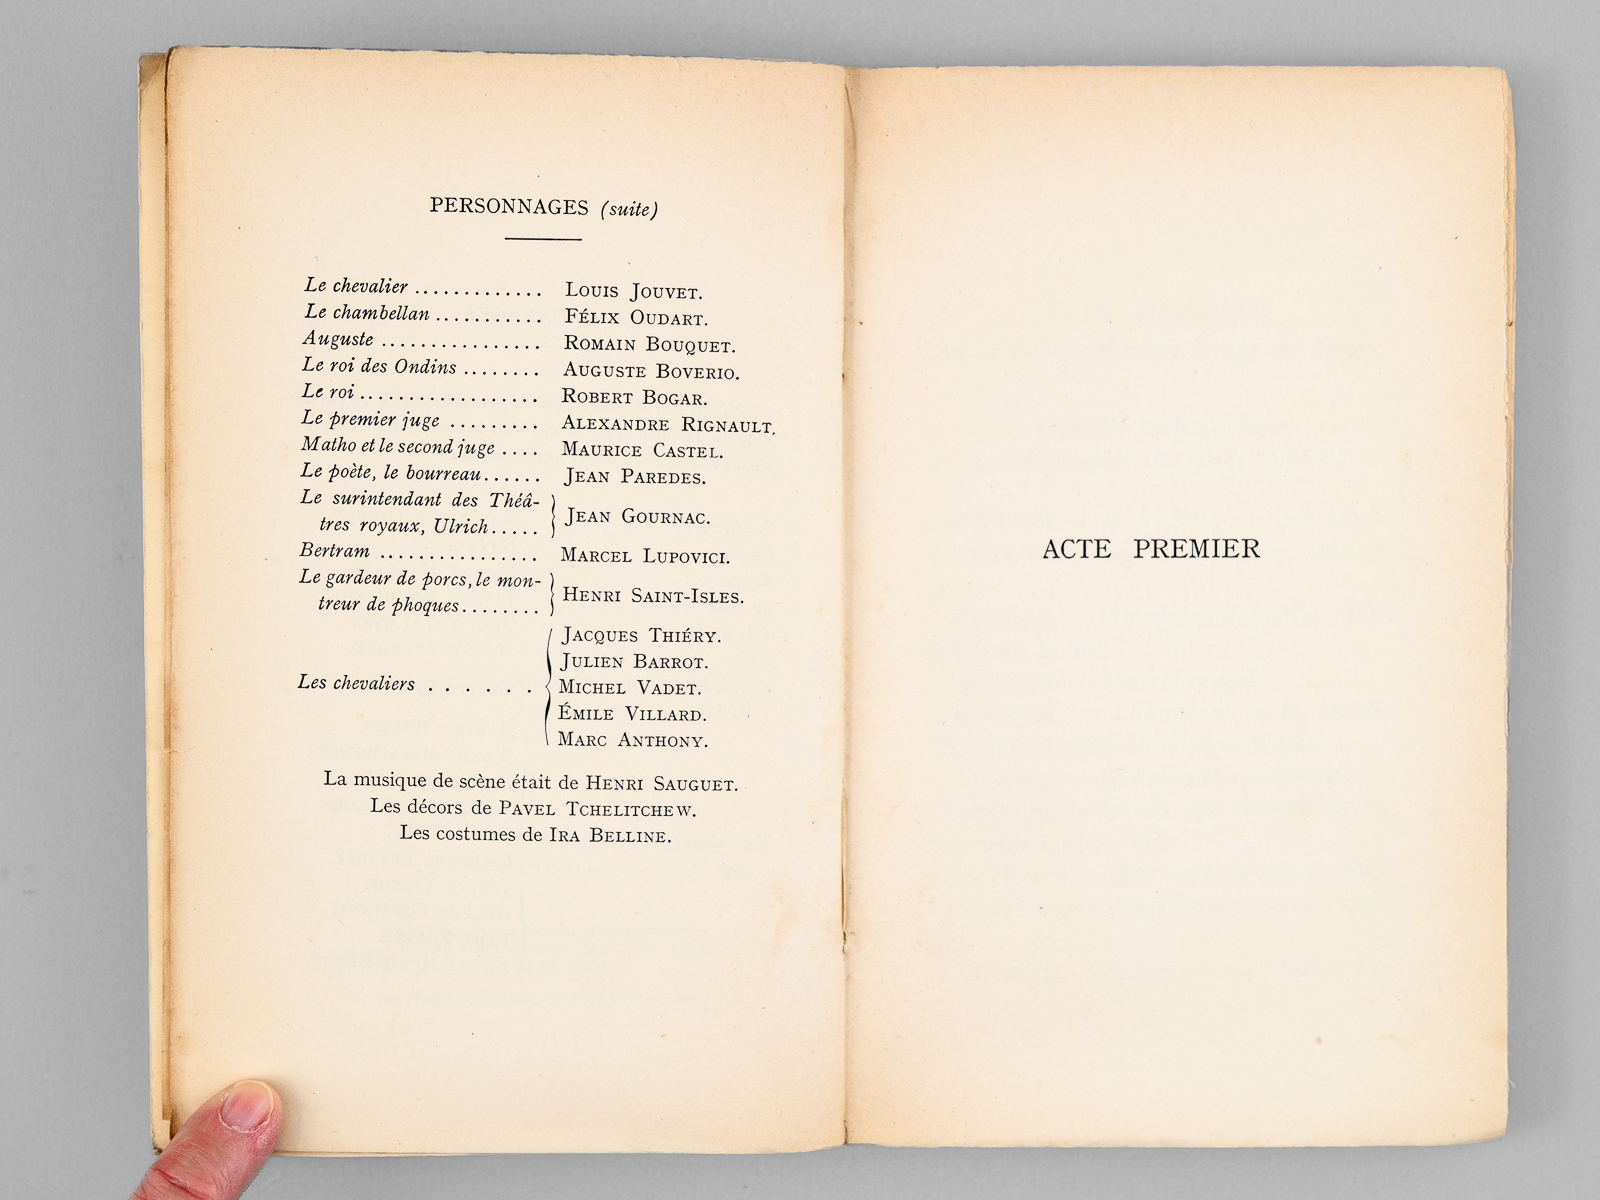 PERSONNAGES (suite)
Le chevalier ............. LOUIS JOUVET.
Le chambellan ........... FÉLIX OUDART.
Auguste ................ ROMAIN BOUQUET.
Le roi des Ondins ........ AUGUSTE BOVERIO.
Le roi .................. ROBERT BOGAR.
Le premier juge ......... ALEXANDRE RIGNAULT.
Matho et le second juge .... MAURICE CASTEL.
Le poète, le bourreau...... JEAN PAREDES.
Le surintendant des Théâ-
tres royaux, Ulrich..... JEAN GOURNAC.
Bertram ................ MARCEL LUPOVICI.
Le gardeur de porcs, le mon-
treur de phoques........ HENRI SAINT-ISLES.
JACQUES THIÉRY.
JULIEN BARROT.
Les chevaliers . . . . . . MICHEL VADET.
ÉMILE VILLARD.
MARC ANTHONY.
La musique de scène était de HENRI SAUGUET.
Les décors de PAVEL TCHELITCHEW.
Les costumes de IRA BELLINE.
ACTE PREMIER